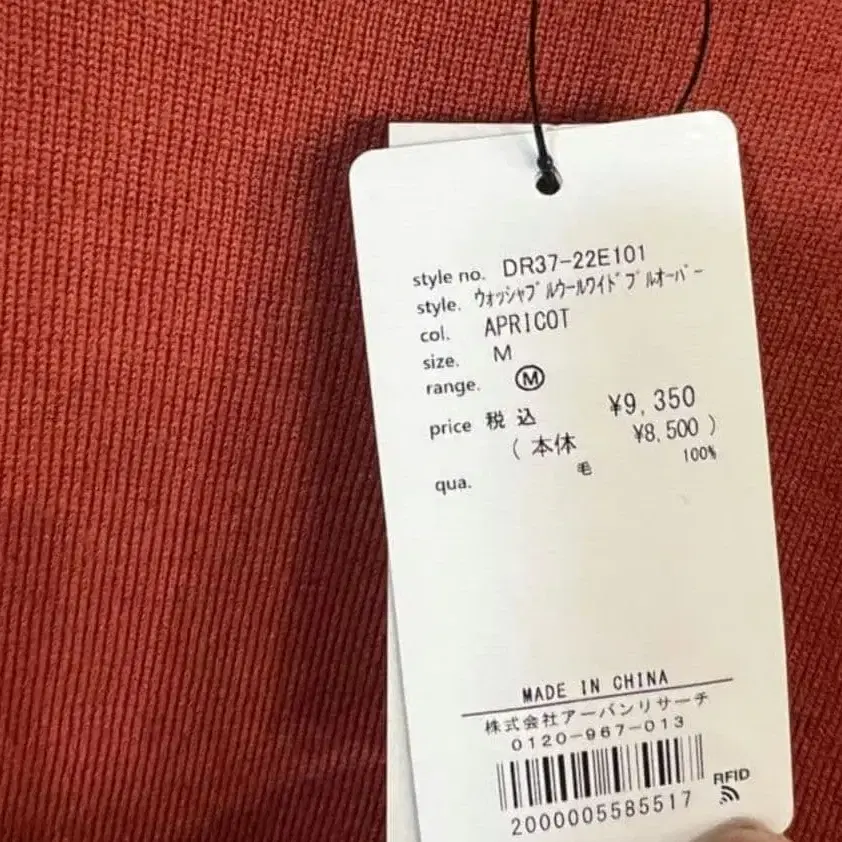 style no. DR37-22E101
style. ウォッシャブルウールワイドプルオーバー
col. APRICOT
size. M
range. Ⓜ
price 税込 ¥9,350
(本体 ¥8,500)
qua. 毛 100%
MADE IN CHINA
株式会社アーバンリサーチ
0120-967-013
RFID
2000005585517